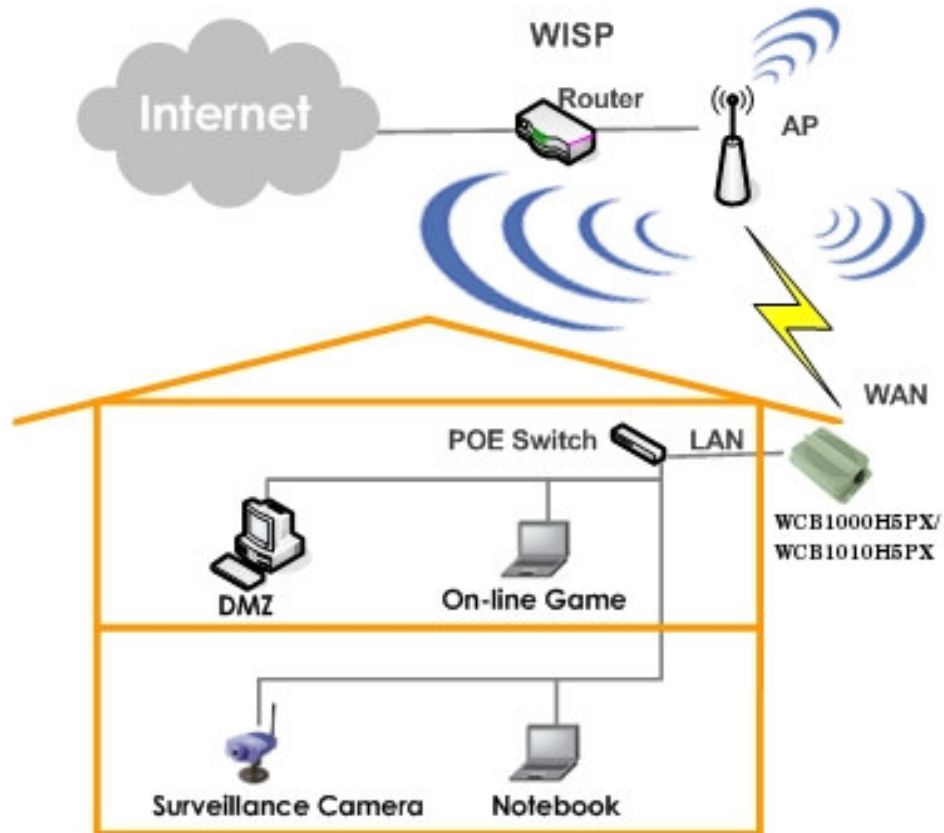 WISP
Internet
Router
AP
WAN
POE Switch
LAN
WCB1000H5PX/
WCB1010H5PX
DMZ
On-line Game
Surveillance Camera
Notebook